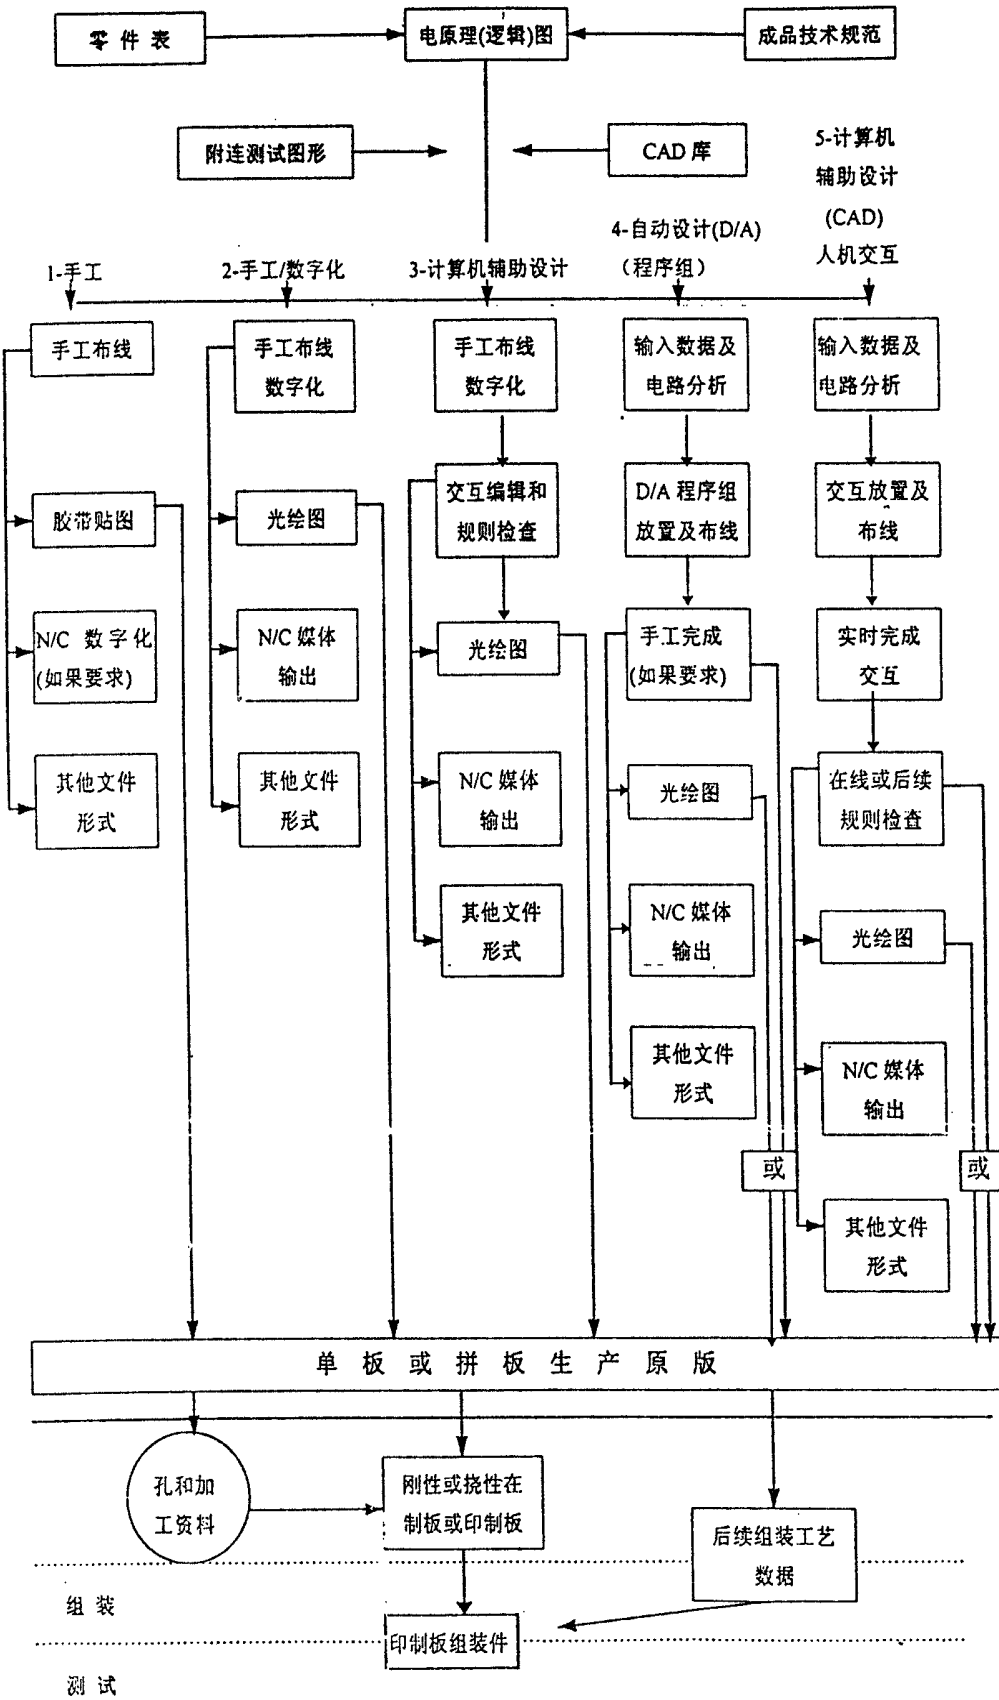 零件表
电原理(逻辑)图
成品技术规范
附连测试图形
CAD 库
5-计算机
辅助设计
(CAD)
人机交互
4-自动设计(D/A)
（程序组）
1-手工
2-手工/数字化
3-计算机辅助设计
手工布线
手工布线
数字化
手工布线
数字化
输入数据及
电路分析
输入数据及
电路分析
胶带贴图
光绘图
交互编辑和
规则检查
D/A 程序组
放置及布线
交互放置及
布线
N/C 数字化
(如果要求)
N/C 媒体
输出
光绘图
手工完成
(如果要求)
实时完成
交互
其他文件
形式
其他文件
形式
N/C 媒体
输出
光绘图
在线或后续
规则检查
其他文件
形式
N/C 媒体
输出
光绘图
其他文件
形式
N/C 媒体
输出
或
或
其他文件
形式
单板或拼板生产原版
孔和加
工资料
刚性或挠性在
制板或印制板
后续组装工艺
数据
组装
印制板组装件
测试